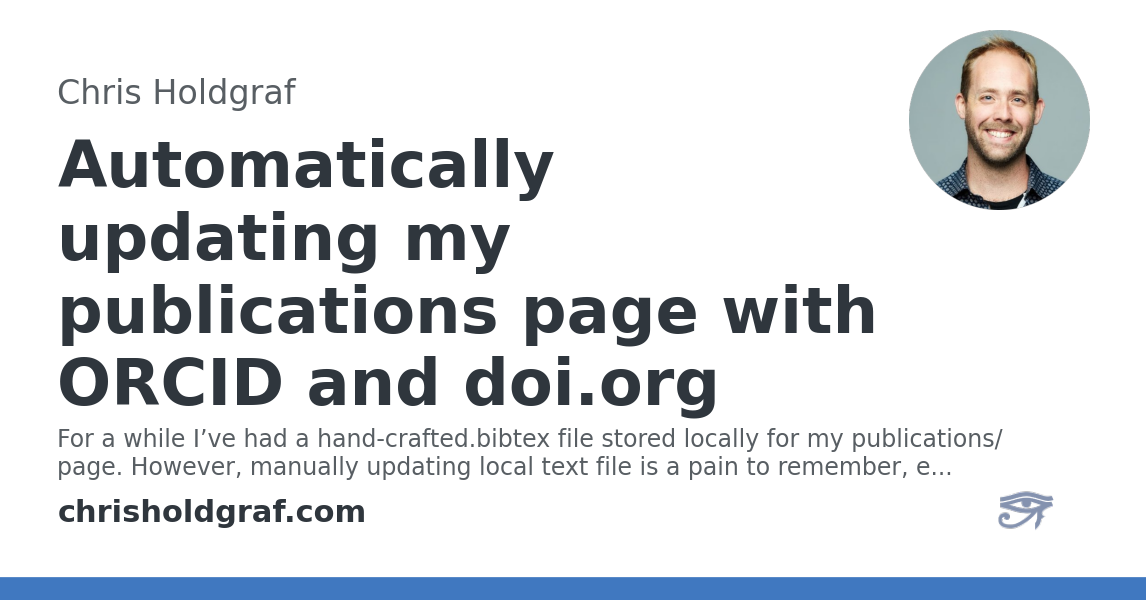 Chris Holdgraf
Automatically
updating my
publications page with
ORCID and doi.org
For a while I’ve had a hand-crafted.bibtex file stored locally for my publications/
page. However, manually updating local text file is a pain to remember, e...
chrisholdgraf.com